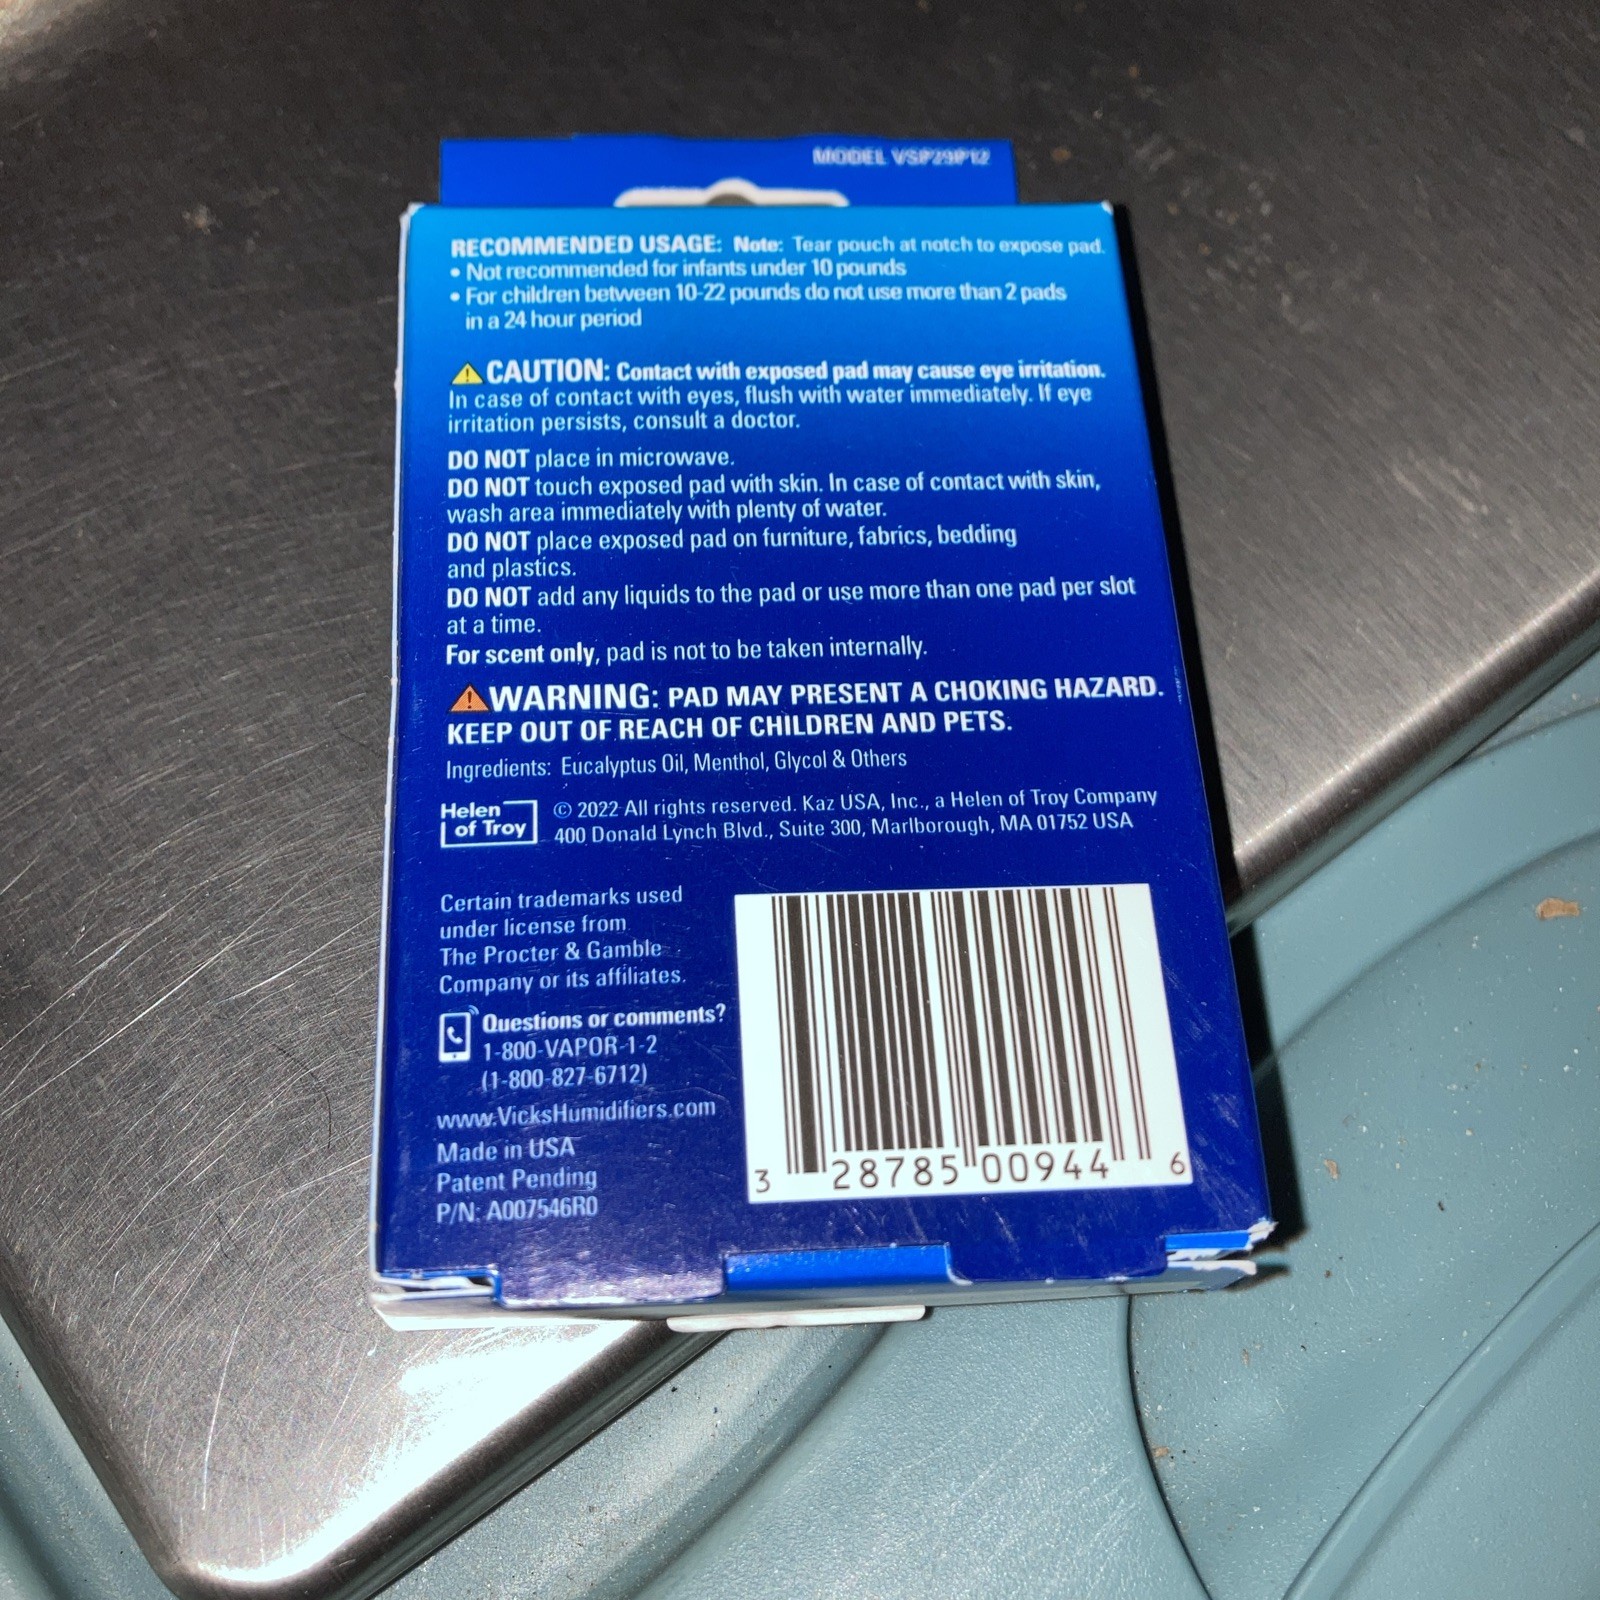 MODEL VSP29P12
RECOMMENDED USAGE: Note: Tear pouch at notch to expose pad.
• Not recommended for infants under 10 pounds
• For children between 10-22 pounds do not use more than 2 pads
in a 24 hour period
CAUTION: Contact with exposed pad may cause eye irritation.
In case of contact with eyes, flush with water immediately. If eye
irritation persists, consult a doctor.
DO NOT place in microwave.
DO NOT touch exposed pad with skin. In case of contact with skin,
wash area immediately with plenty of water.
DO NOT place exposed pad on furniture, fabrics, bedding
and plastics.
DO NOT add any liquids to the pad or use more than one pad per slot
at a time.
For scent only, pad is not to be taken internally.
WARNING: PAD MAY PRESENT A CHOKING HAZARD.
KEEP OUT OF REACH OF CHILDREN AND PETS.
Ingredients: Eucalyptus Oil, Menthol, Glycol & Others
Helen
of Troy
© 2022 All rights reserved. Kaz USA, Inc., a Helen of Troy Company
400 Donald Lynch Blvd., Suite 300, Marlborough, MA 01752 USA
Certain trademarks used
under license from
The Procter & Gamble
Company or its affiliates.
Questions or comments?
1-800-VAPOR-1-2
(1-800-827-6712)
www.VicksHumidifiers.com
Made in USA
Patent Pending
P/N: A007546R0
3 28785 00944 6